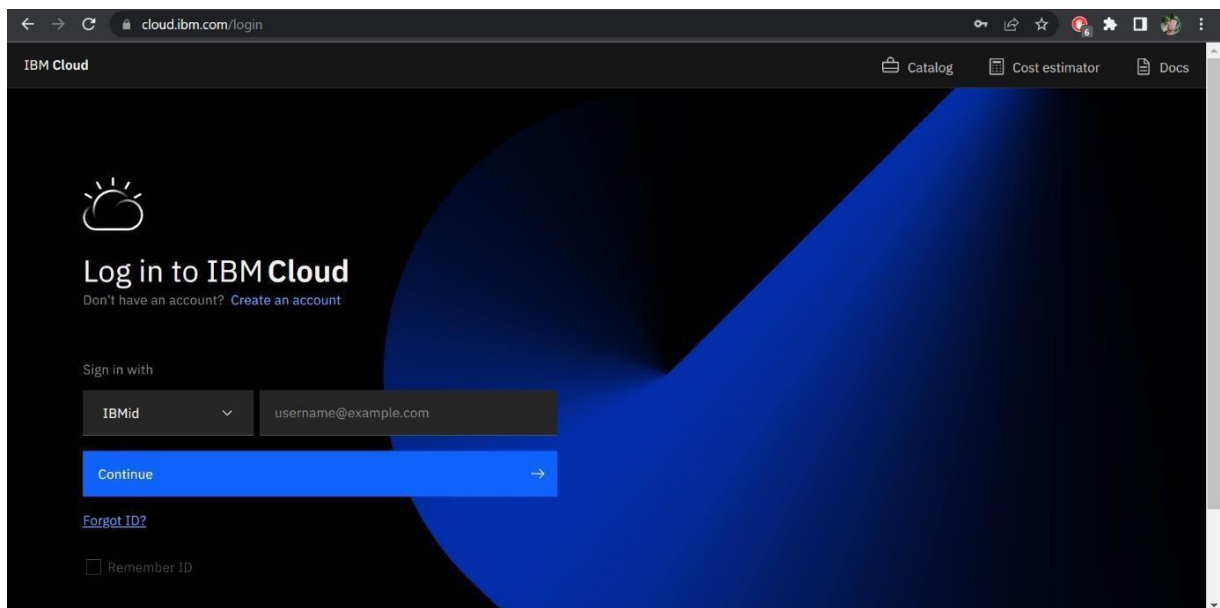 cloud.ibm.com/login
6
IBM Cloud
Catalog
Cost estimator
Docs
Log in to IBM Cloud
Don't have an account? Create an account
Sign in with
IBMid
username@example.com
Continue
Forgot ID?
Remember ID